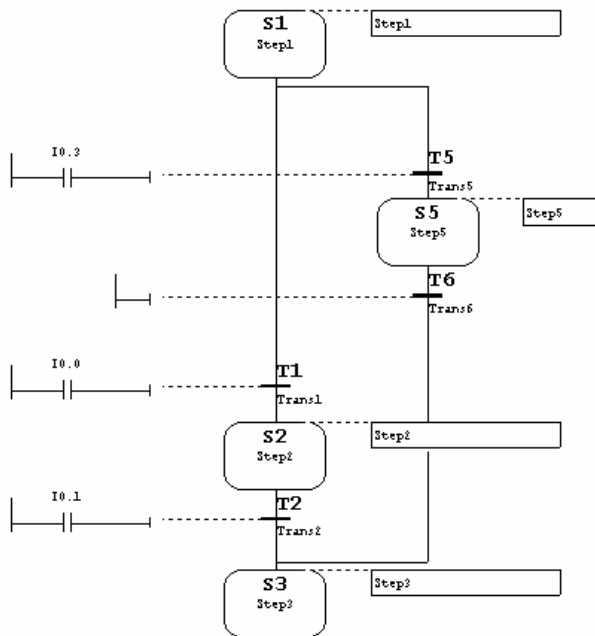 S1
Step1
Step1
I0.3
T5
Trans5
S5
Step5
Step5
T6
Trans6
I0.0
T1
Trans1
S2
Step2
Step2
I0.1
T2
Trans2
S3
Step3
Step3